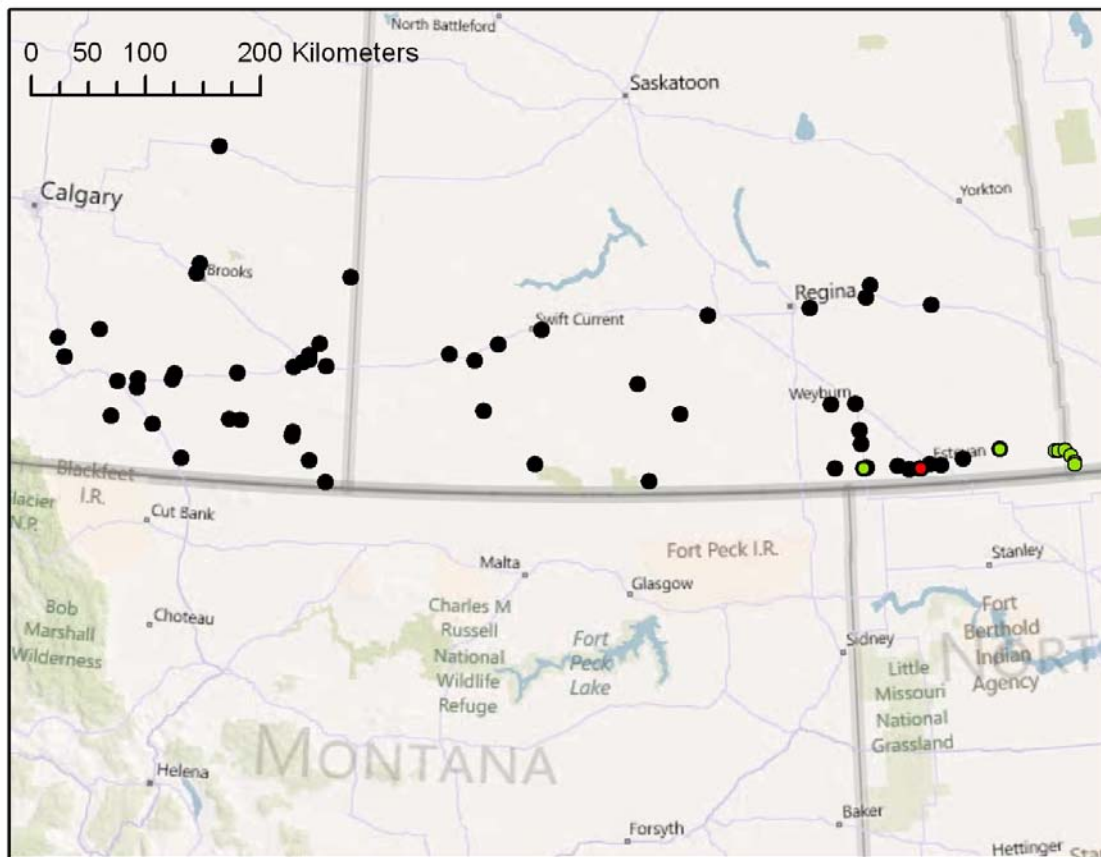 North Battleford
0 50 100 200 Kilometers
Saskatoon
Calgary
Yorkton
Brooks
Regina
Swift Current
Weyburn
Estevan
Blackfeet
I.R.
Glacier
N.P.
Cut Bank
Malta
Fort Peck I.R.
Stanley
Glasgow
Bob
Marshall
Wilderness
Choteau
Charles M
Russell
National
Wildlife
Refuge
Fort
Peck
Lake
Sidney
Fort
Berthold
Indian
Agency
NORT
Little
Missouri
National
Grassland
MONTANA
Helena
Baker
Forsyth
Hettinger